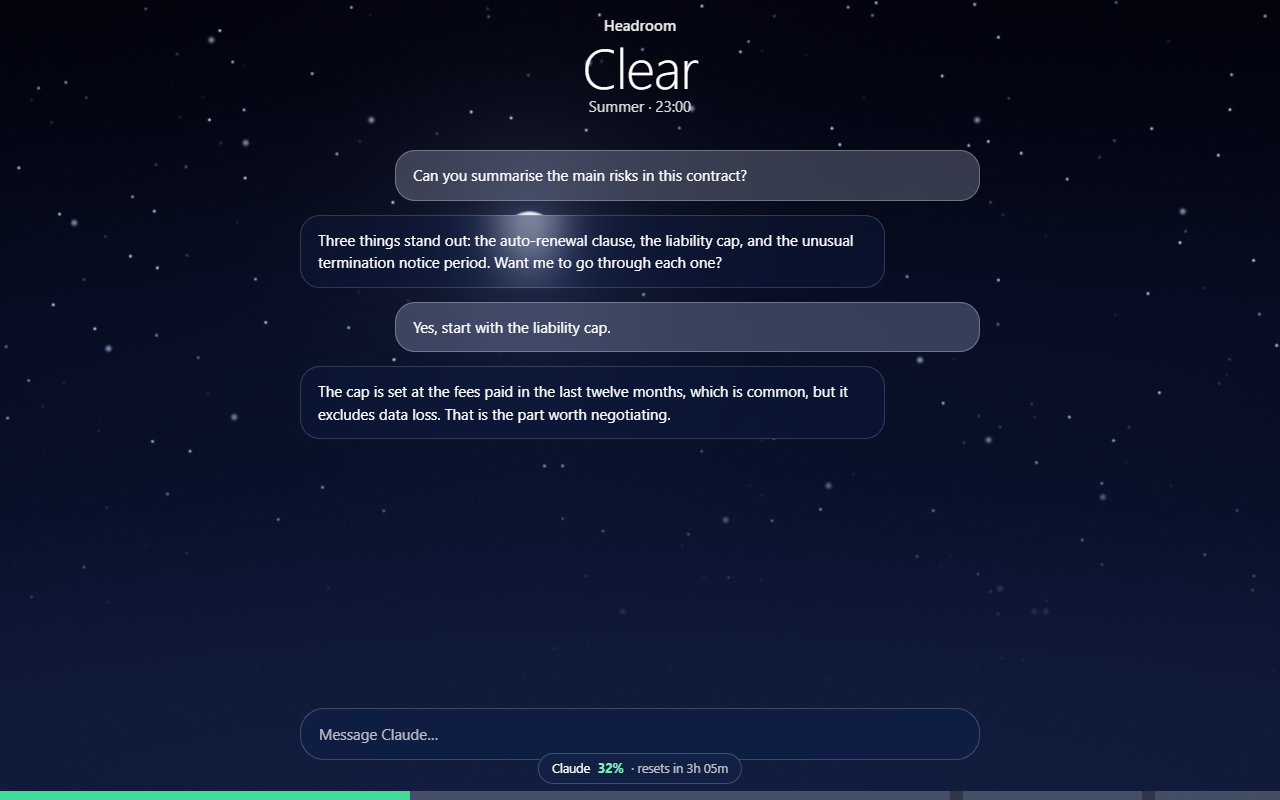 Headroom
Clear
Summer · 23:00
Can you summarise the main risks in this contract?
Three things stand out: the auto-renewal clause, the liability cap, and the unusual
termination notice period. Want me to go through each one?
Yes, start with the liability cap.
The cap is set at the fees paid in the last twelve months, which is common, but it
excludes data loss. That is the part worth negotiating.
Message Claude...
Claude 32% · resets in 3h 05m